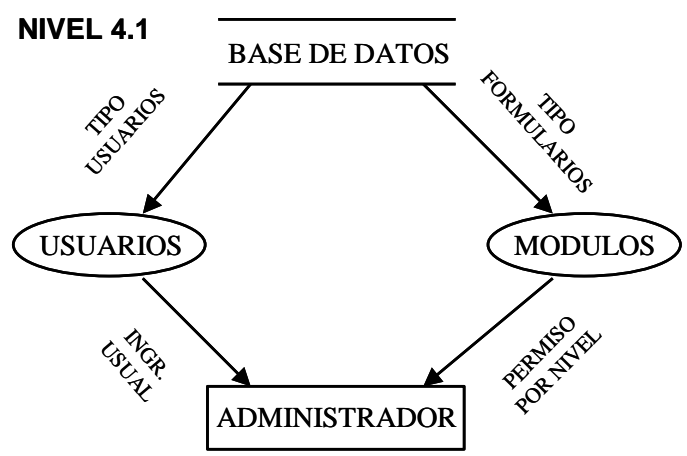 NIVEL 4.1
BASE DE DATOS
TIPO
USUARIOS
TIPO
FORMULARIOS
USUARIOS
MODULOS
INGR.
USUAL
PERMISO
POR NIVEL
ADMINISTRADOR